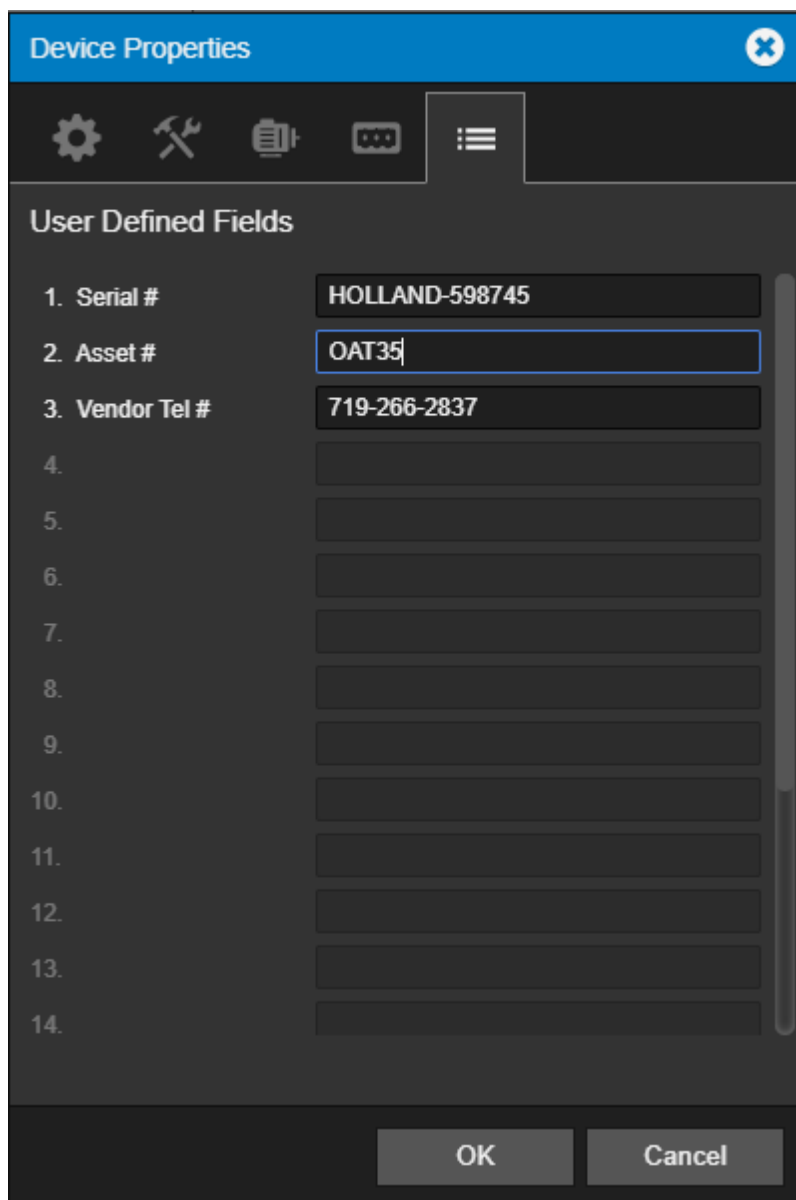 Device Properties
User Defined Fields
1. Serial # HOLLAND-598745
2. Asset # OAT35
3. Vendor Tel # 719-266-2837
4.
5.
6.
7.
8.
9.
10.
11.
12.
13.
14.
OK Cancel